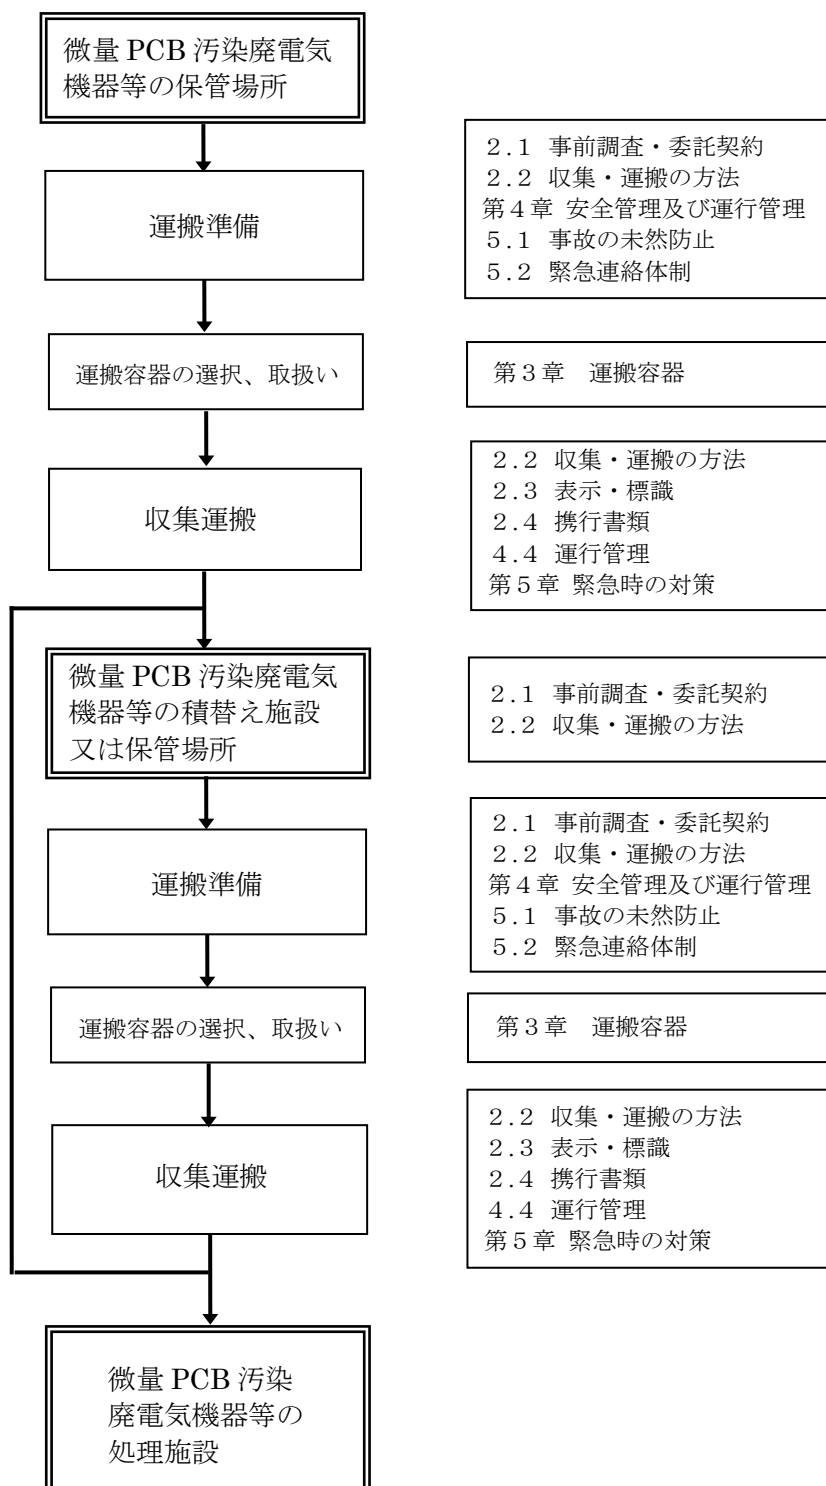 微量 PCB 汚染廃電気
機器等の保管場所
運搬準備
2.1 事前調査・委託契約
2.2 収集・運搬の方法
第4章 安全管理及び運行管理
5.1 事故の未然防止
5.2 緊急連絡体制
運搬容器の選択、取扱い
第3章　運搬容器
収集運搬
2.2 収集・運搬の方法
2.3 表示・標識
2.4 携行書類
4.4 運行管理
第5章 緊急時の対策
微量 PCB 汚染廃電気
機器等の積替え施設
又は保管場所
2.1 事前調査・委託契約
2.2 収集・運搬の方法
運搬準備
2.1 事前調査・委託契約
2.2 収集・運搬の方法
第4章 安全管理及び運行管理
5.1 事故の未然防止
5.2 緊急連絡体制
運搬容器の選択、取扱い
第3章　運搬容器
収集運搬
2.2 収集・運搬の方法
2.3 表示・標識
2.4 携行書類
4.4 運行管理
第5章 緊急時の対策
微量 PCB 汚染
廃電気機器等の
処理施設